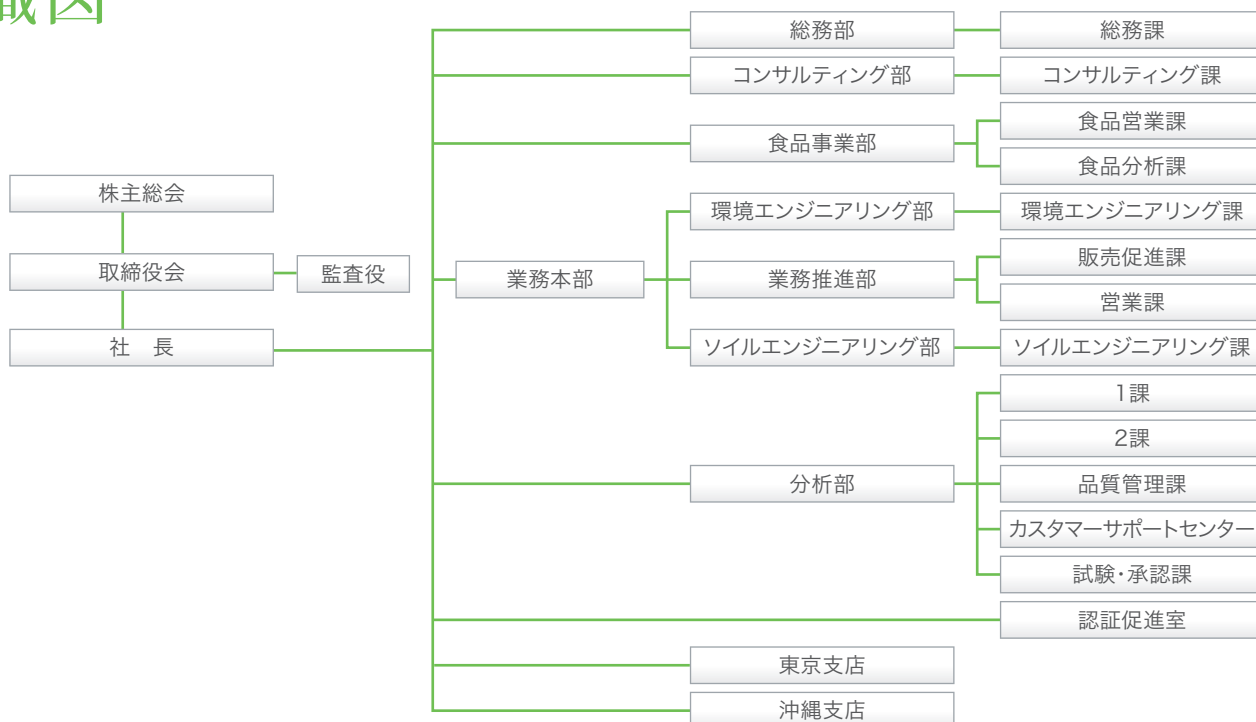 織図
総務部
総務課
コンサルティング部
コンサルティング課
食品事業部
食品営業課
食品分析課
株主総会
取締役会
監査役
社　長
業務本部
環境エンジニアリング部
環境エンジニアリング課
業務推進部
販売促進課
営業課
ソイルエンジニアリング部
ソイルエンジニアリング課
分析部
1課
2課
品質管理課
カスタマーサポートセンター
試験・承認課
認証促進室
東京支店
沖縄支店